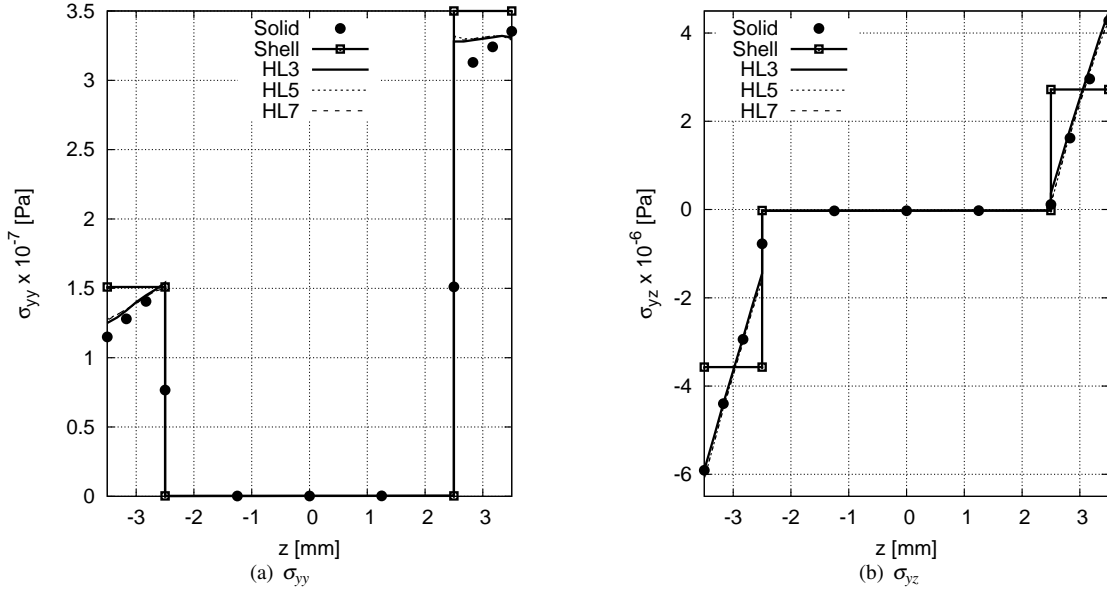 3.5
3
2.5
2
1.5
1
0.5
0
-3
-2
-1
0
1
2
3
σyy x 10-7 [Pa]
z [mm]
Solid
Shell
HL3
HL5
HL7
(a) σyy
4
2
0
-2
-4
-6
-3
-2
-1
0
1
2
3
σyz x 10-6 [Pa]
z [mm]
Solid
Shell
HL3
HL5
HL7
(b) σyz